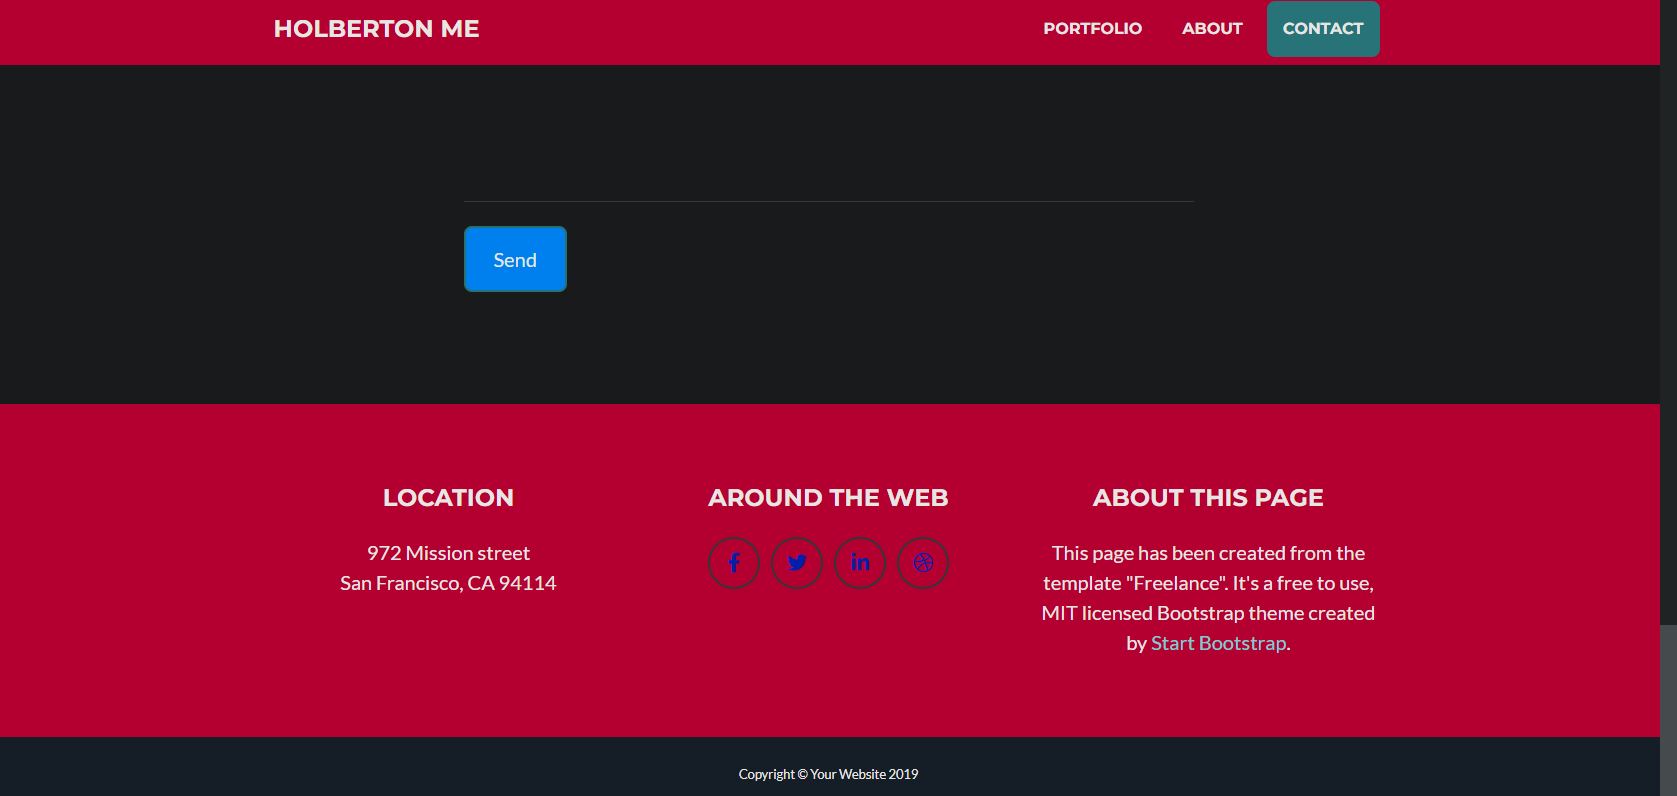 HOLBERTON ME
PORTFOLIO
ABOUT
CONTACT
Send
LOCATION
972 Mission street
San Francisco, CA 94114
AROUND THE WEB
ABOUT THIS PAGE
This page has been created from the
template "Freelance". It's a free to use,
MIT licensed Bootstrap theme created
by Start Bootstrap.
Copyright © Your Website 2019